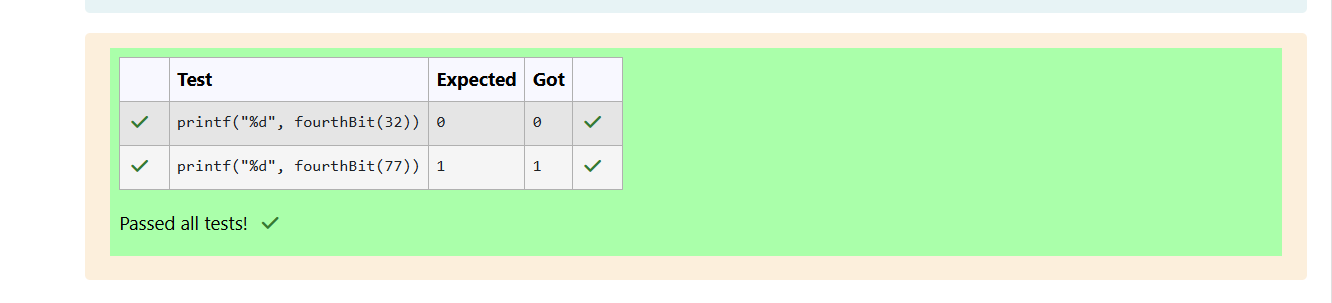 Test Expected Got
printf("%d", fourthBit(32)) 0 0
printf("%d", fourthBit(77)) 1 1
Passed all tests!